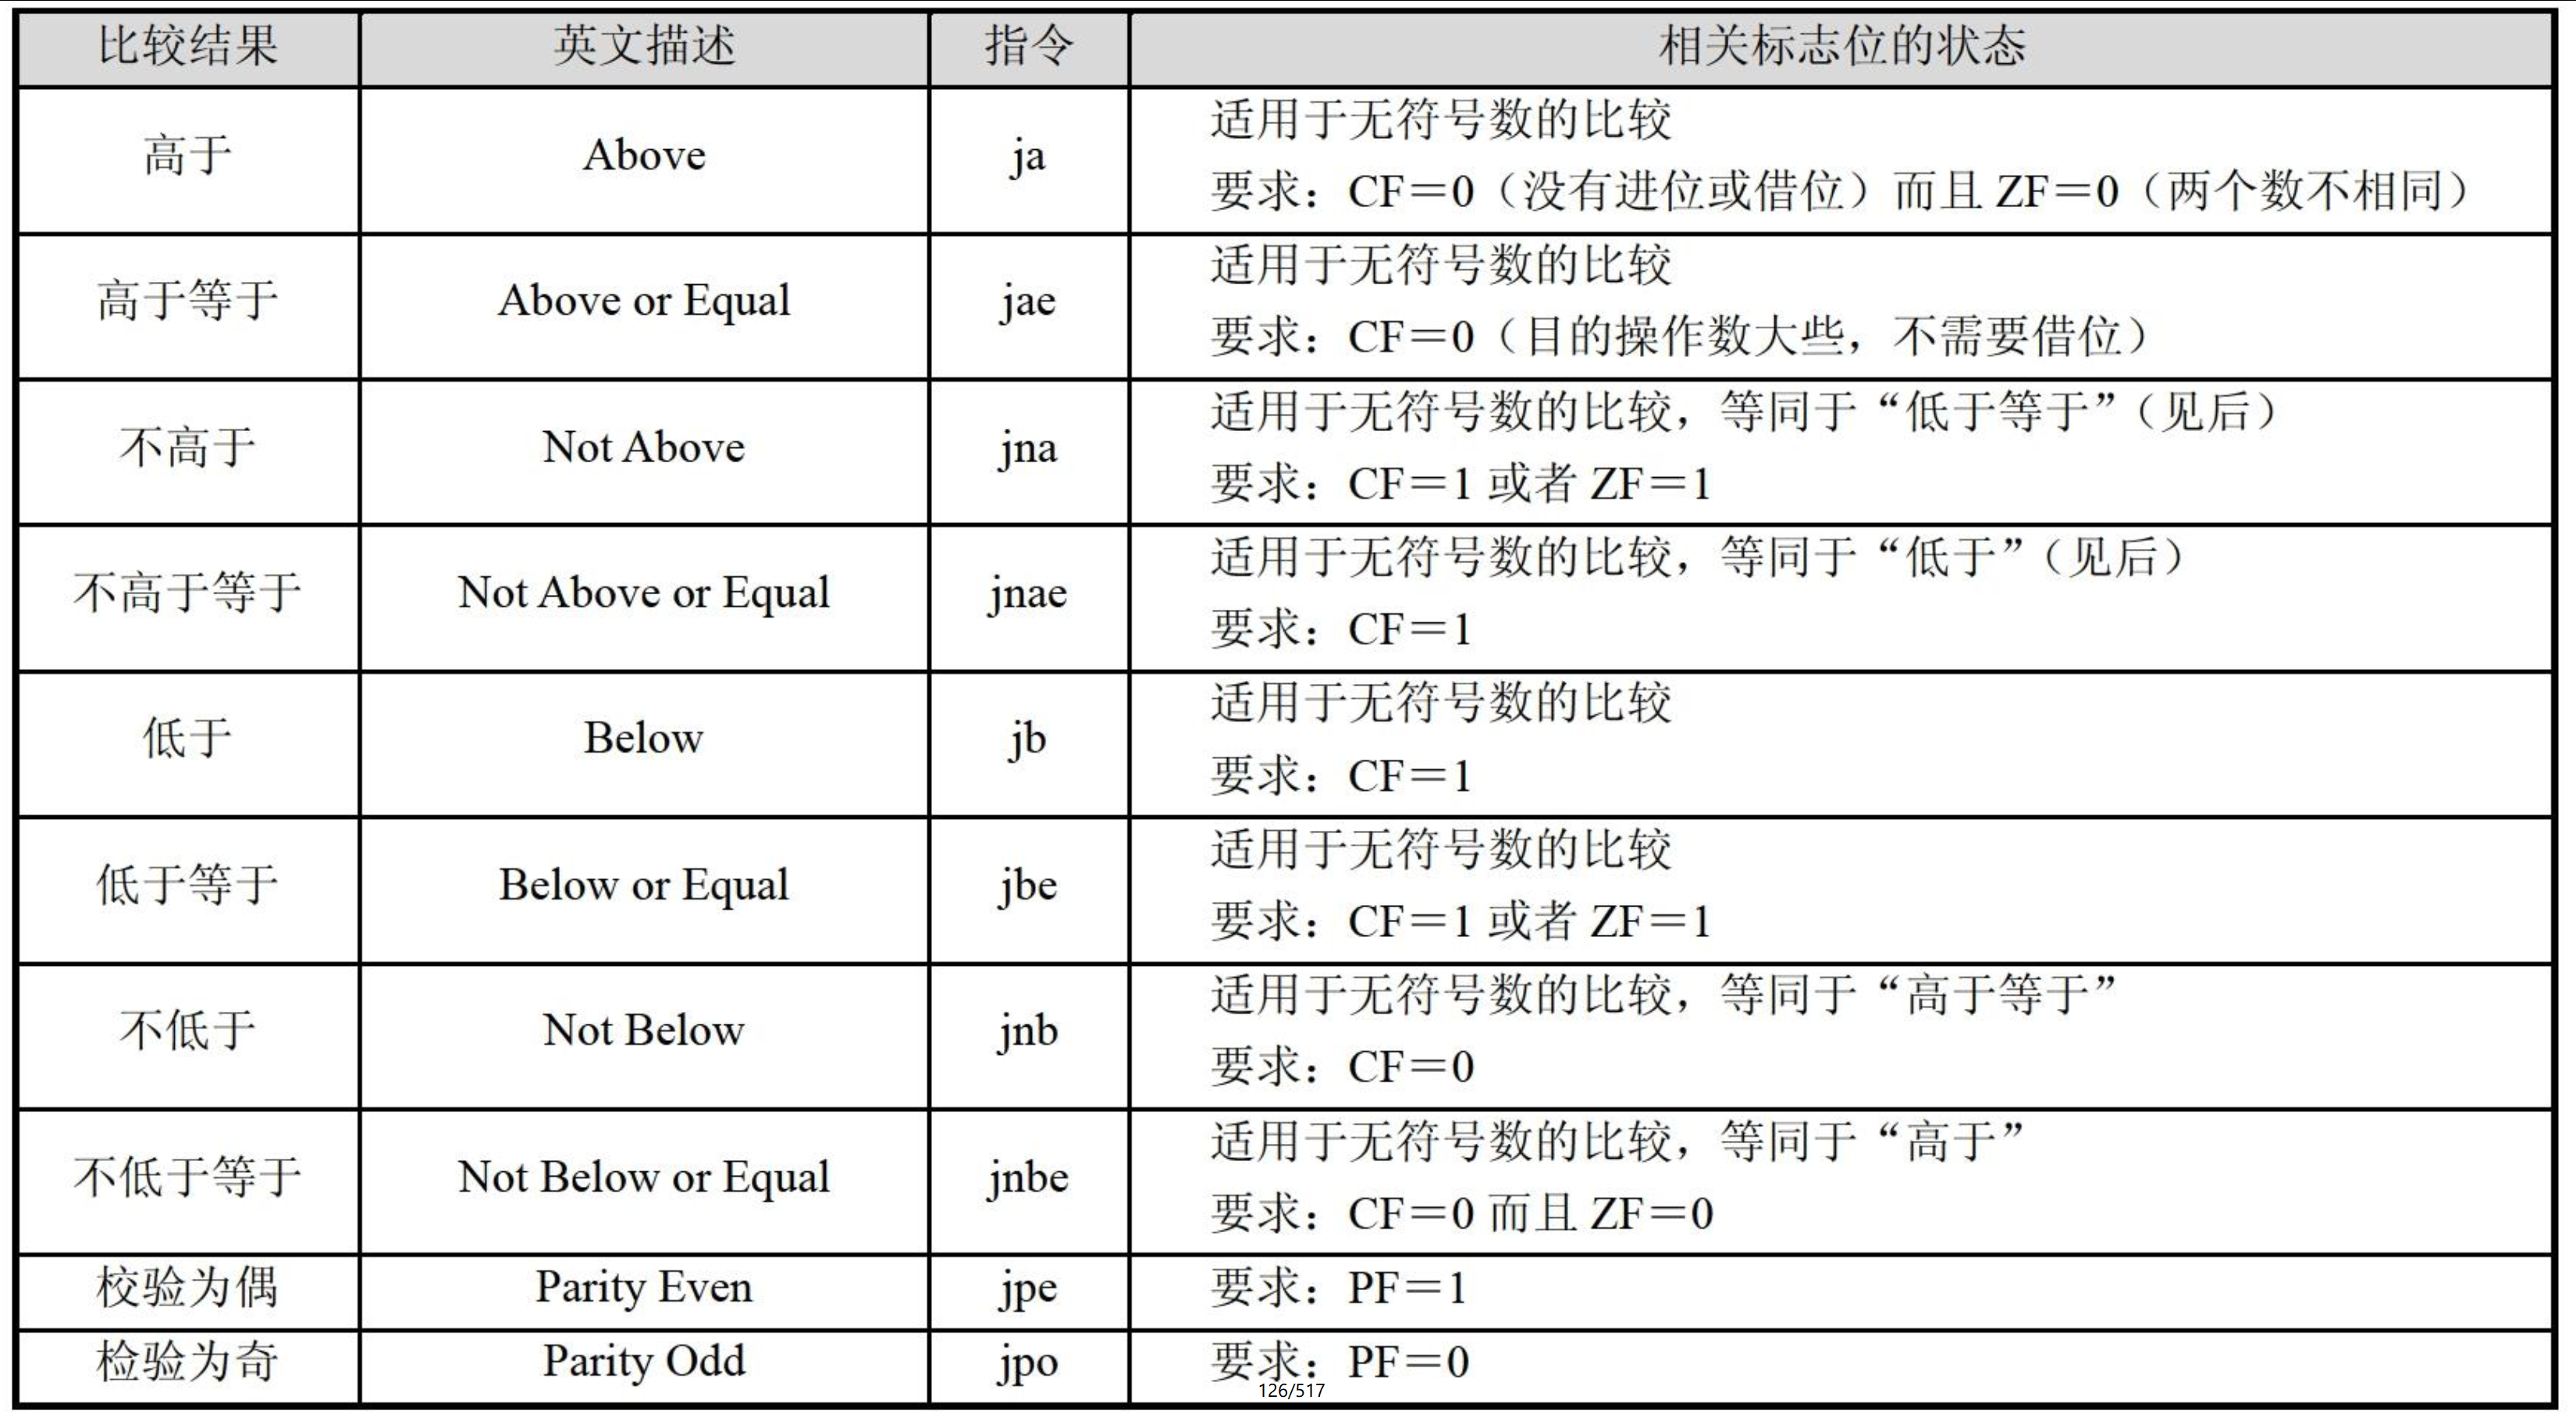 比较结果 英文描述 指令 相关标志位的状态
高于 Above ja 适用于无符号数的比较
要求：CF＝0（没有进位或借位）而且 ZF＝0（两个数不相同）
高于等于 Above or Equal jae 适用于无符号数的比较
要求：CF＝0（目的操作数大些，不需要借位）
不高于 Not Above jna 适用于无符号数的比较，等同于“低于等于”（见后）
要求：CF＝1 或者 ZF＝1
不高于等于 Not Above or Equal jnae 适用于无符号数的比较，等同于“低于”（见后）
要求：CF＝1
低于 Below jb 适用于无符号数的比较
要求：CF＝1
低于等于 Below or Equal jbe 适用于无符号数的比较
要求：CF＝1 或者 ZF＝1
不低于 Not Below jnb 适用于无符号数的比较，等同于“高于等于”
要求：CF＝0
不低于等于 Not Below or Equal jnbe 适用于无符号数的比较，等同于“高于”
要求：CF＝0 而且 ZF＝0
校验为偶 Parity Even jpe 要求：PF＝1
检验为奇 Parity Odd jpo 要求：PF＝0
126/517